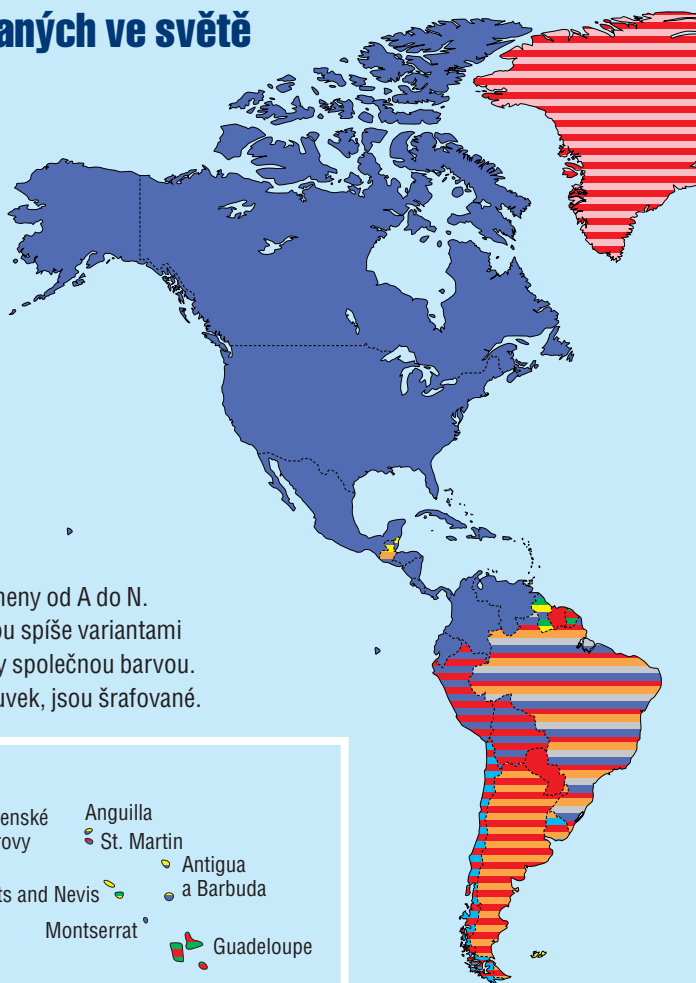 aných ve světě
meny od A do N.
ou spíše variantami
y společnou barvou.
uvek, jsou šrafované.
enské
rovy
Anguilla
St. Martin
Antigua
a Barbuda
ts and Nevis
Montserrat
Guadeloupe